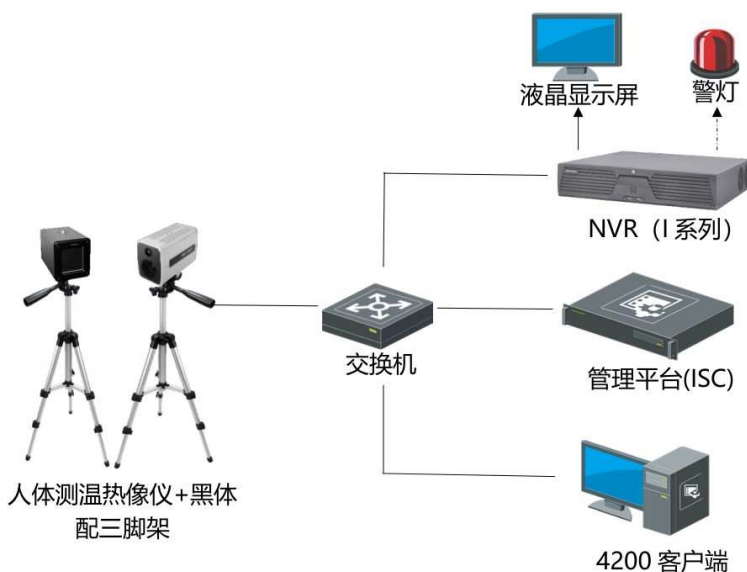 液晶显示屏
警灯
NVR（I 系列）
交换机
管理平台(ISC)
人体测温热像仪+黑体
配三脚架
4200 客户端